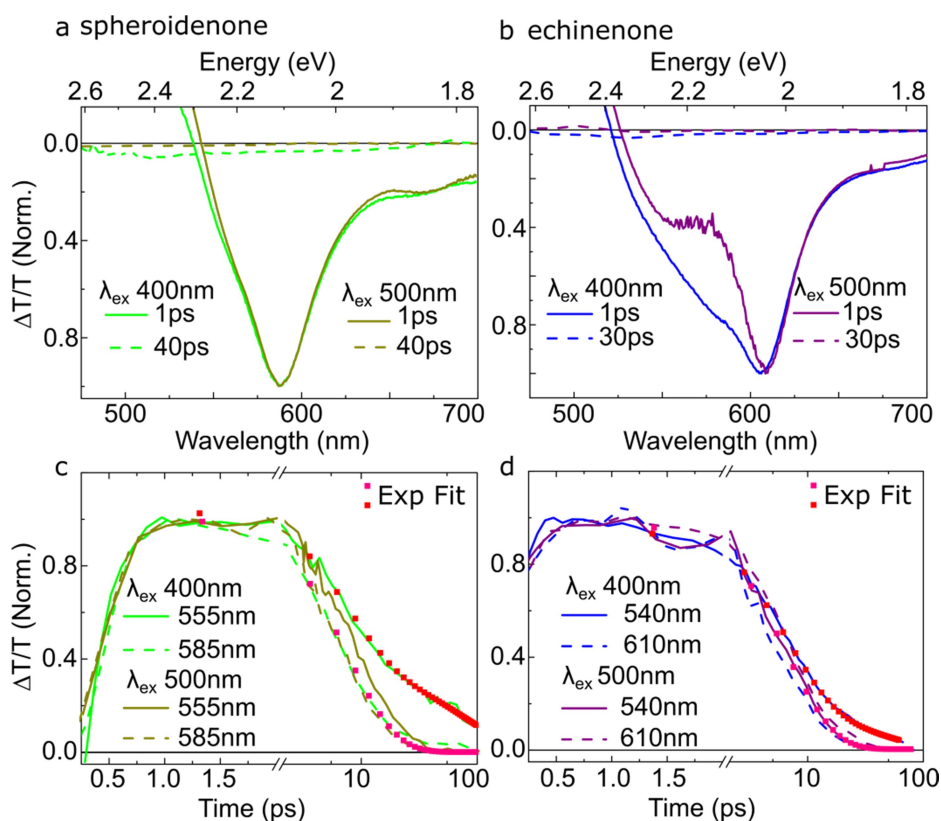 a spheroidenone
Energy (eV)
2.6 2.4 2.2 2 1.8
0.0
0.4
0.8
ΔT/T (Norm.)
λex 400nm
1ps
40ps
λex 500nm
1ps
40ps
500 600 700
Wavelength (nm)
b echinenone
Energy (eV)
2.6 2.4 2.2 2 1.8
0.0
0.4
0.8
λex 400nm
1ps
30ps
λex 500nm
1ps
30ps
500 600 700
Wavelength (nm)
c
Exp Fit
0.8
0.4
0.0
ΔT/T (Norm.)
λex 400nm
555nm
585nm
λex 500nm
555nm
585nm
0.5 1.0 1.5 10 100
Time (ps)
d
Exp Fit
0.8
0.4
0.0
λex 400nm
540nm
610nm
λex 500nm
540nm
610nm
0.5 1.0 1.5 10 100
Time (ps)